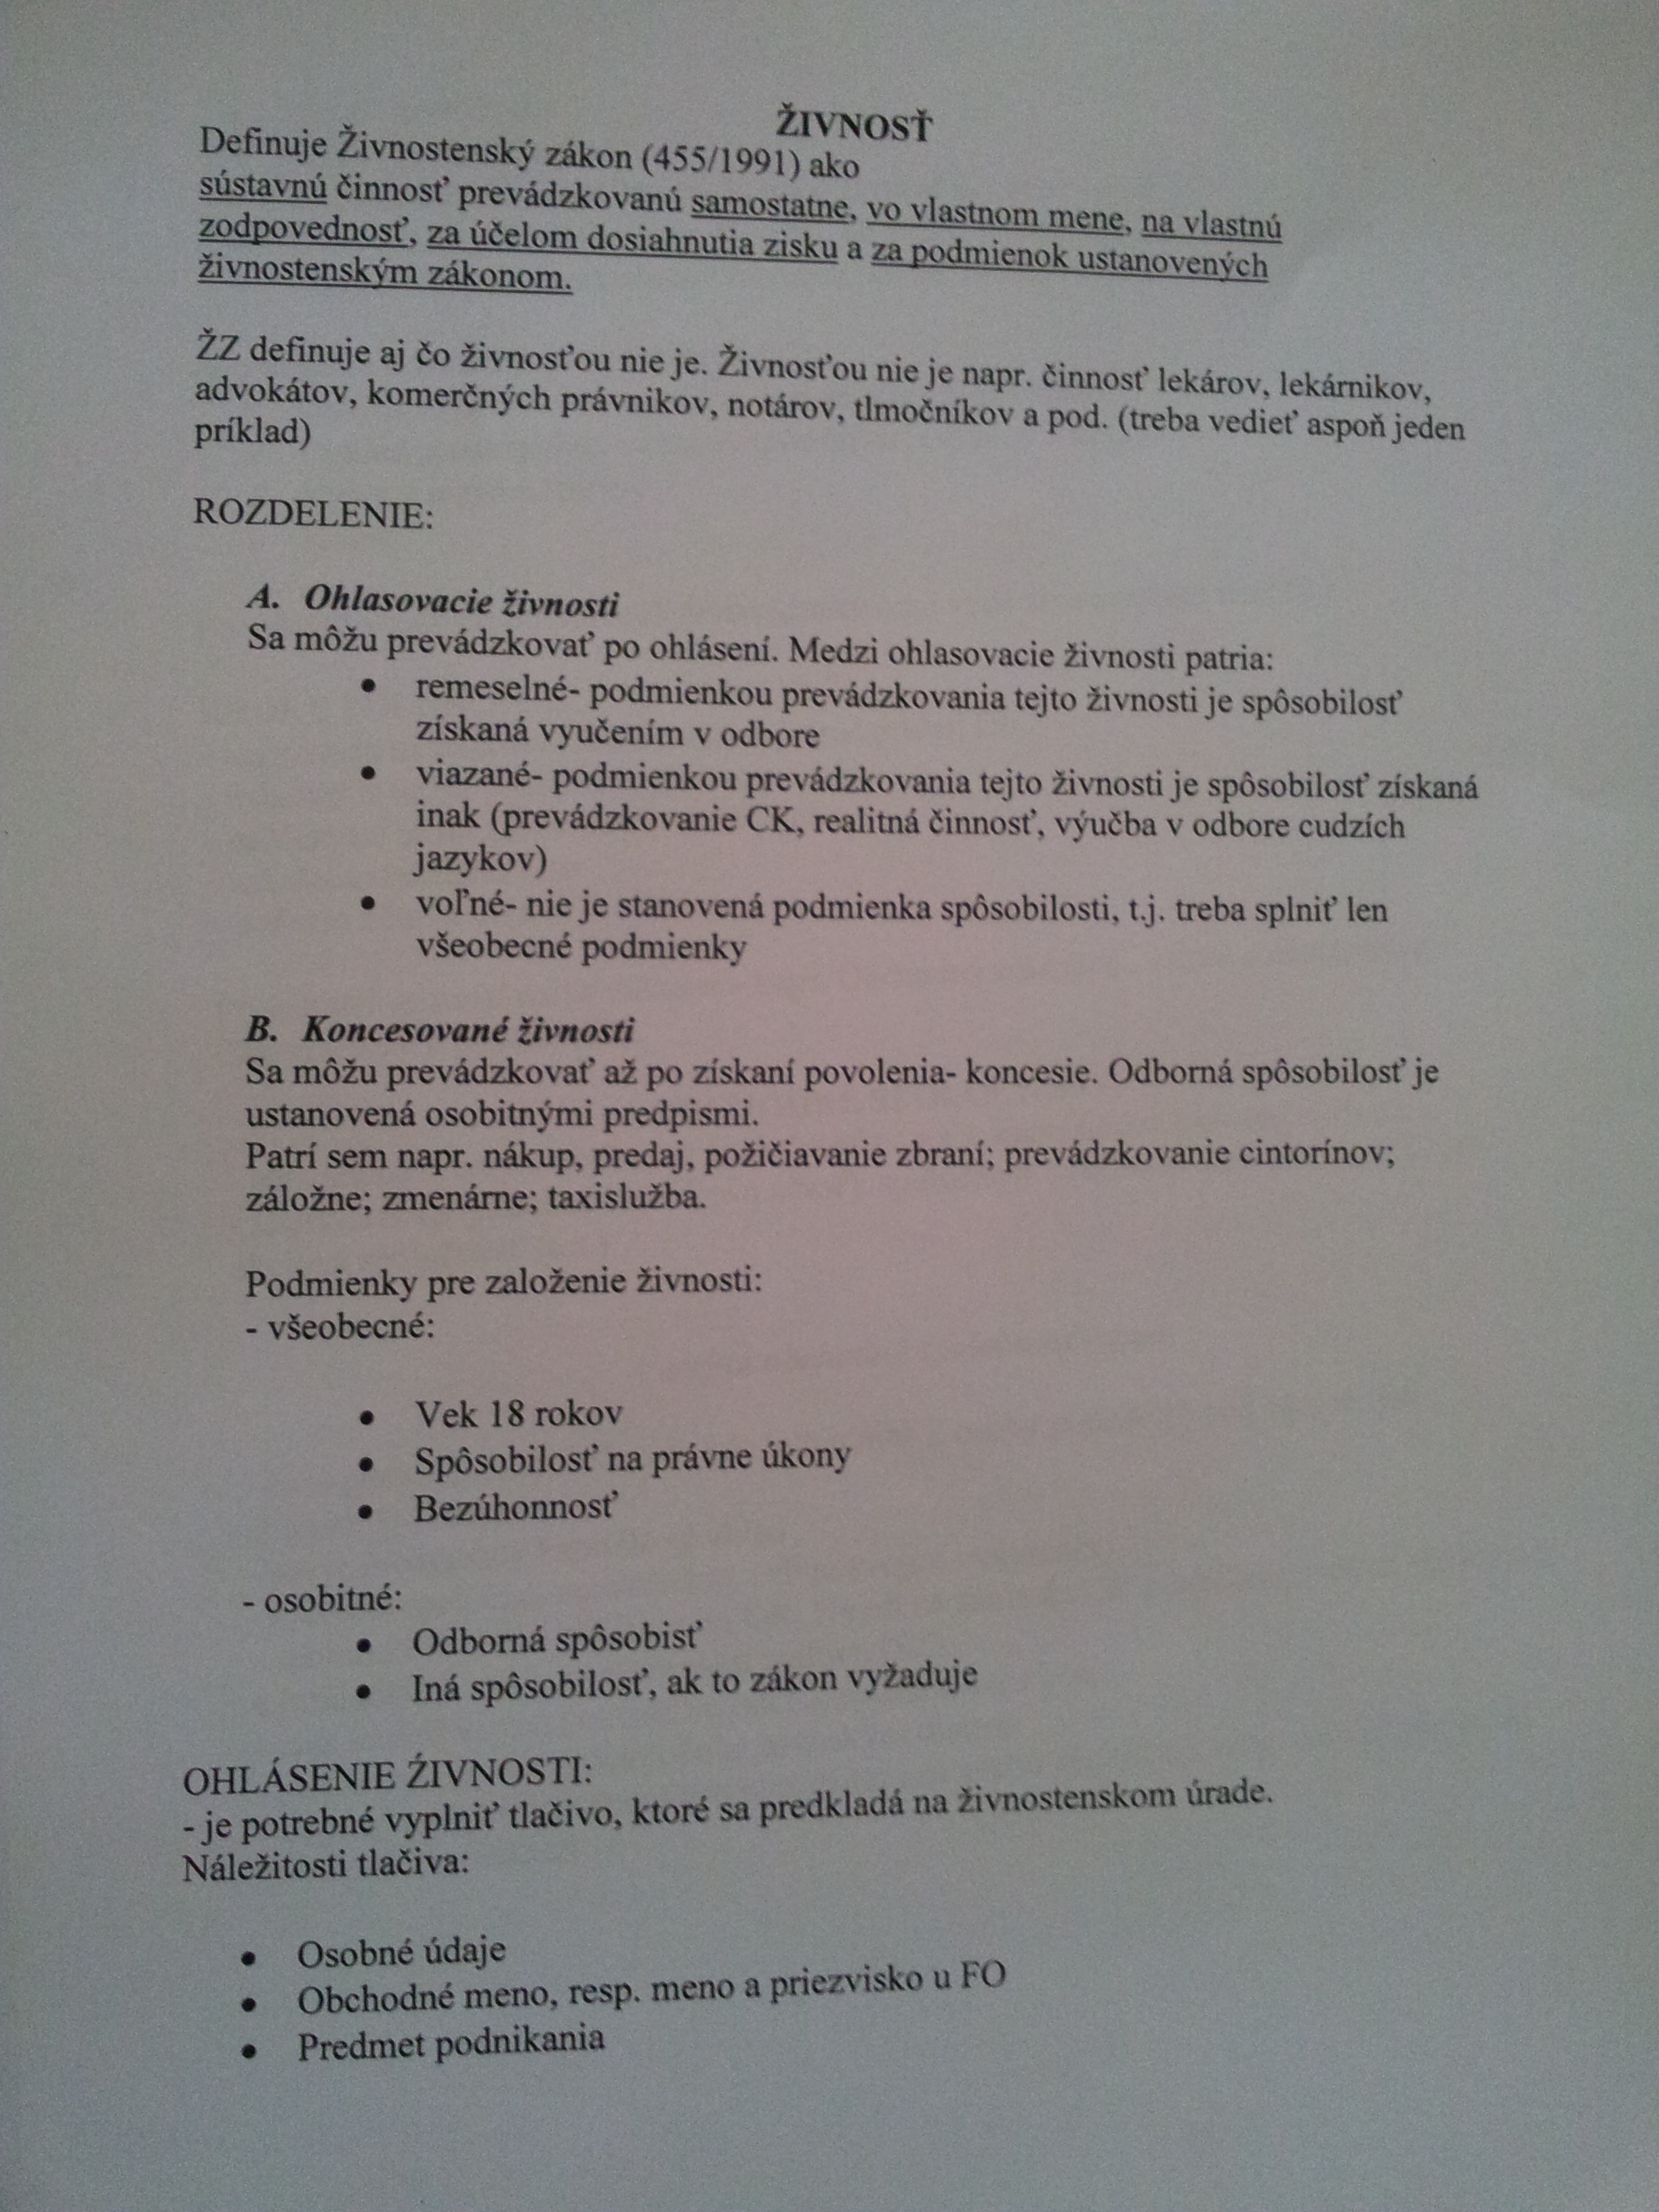 ŽIVNOSŤ
Definuje Živnostenský zákon (455/1991) ako
sústavnú činnosť prevádzkovanú samostatne, vo vlastnom mene, na vlastnú
zodpovednosť, za účelom dosiahnutia zisku a za podmienok ustanovených
živnostenským zákonom.
ŽZ definuje aj čo živnosťou nie je. Živnosťou nie je napr. činnosť lekárov, lekárnikov,
advokátov, komerčných právnikov, notárov, tlmočníkov a pod. (treba vedieť aspoň jeden
príklad)
ROZDELENIE:
A. Ohlasovacie živnosti
Sa môžu prevádzkovať po ohlásení. Medzi ohlasovacie živnosti patria:
• remeselné- podmienkou prevádzkovania tejto živnosti je spôsobilosť
získaná vyučením v odbore
• viazané- podmienkou prevádzkovania tejto živnosti je spôsobilosť získaná
inak (prevádzkovanie CK, realitná činnosť, výučba v odbore cudzích
jazykov)
• voľné- nie je stanovená podmienka spôsobilosti, t.j. treba splniť len
všeobecné podmienky
B. Koncesované živnosti
Sa môžu prevádzkovať až po získaní povolenia- koncesie. Odborná spôsobilosť je
ustanovená osobitnými predpismi.
Patrí sem napr. nákup, predaj, požičiavanie zbraní; prevádzkovanie cintorínov;
záložne; zmenárne; taxislužba.
Podmienky pre založenie živnosti:
- všeobecné:
• Vek 18 rokov
• Spôsobilosť na právne úkony
• Bezúhonnosť
- osobitné:
• Odborná spôsobisť
• Iná spôsobilosť, ak to zákon vyžaduje
OHLÁSENIE ŹIVNOSTI:
- je potrebné vyplniť tlačivo, ktoré sa predkladá na živnostenskom úrade.
Náležitosti tlačiva:
• Osobné údaje
• Obchodné meno, resp. meno a priezvisko u FO
• Predmet podnikania